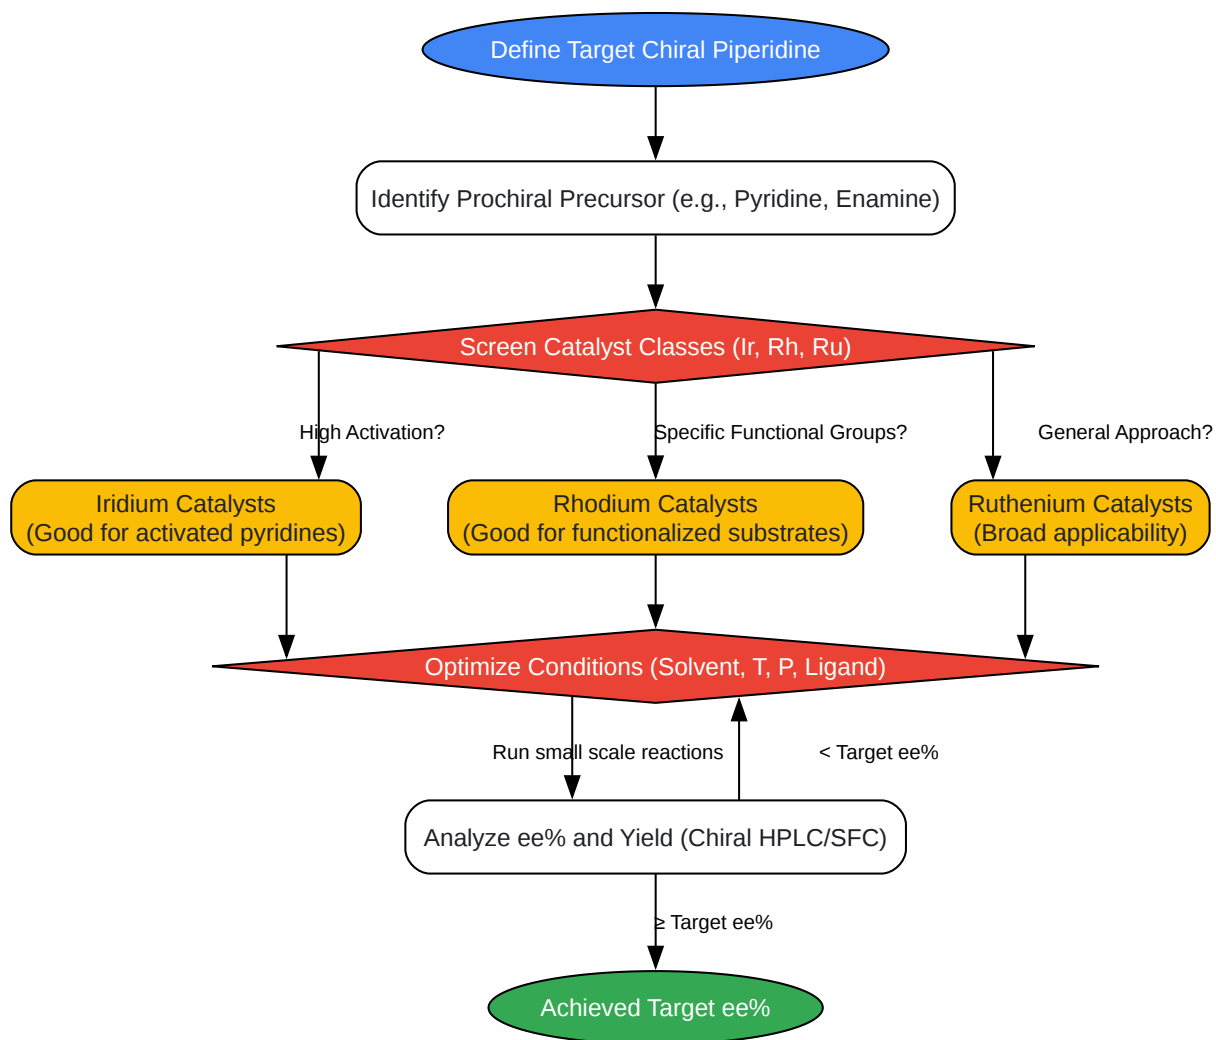 Define Target Chiral Piperidine
Identify Prochiral Precursor (e.g., Pyridine, Enamine)
Screen Catalyst Classes (Ir, Rh, Ru)
High Activation?
Specific Functional Groups?
General Approach?
Iridium Catalysts
(Good for activated pyridines)
Rhodium Catalysts
(Good for functionalized substrates)
Ruthenium Catalysts
(Broad applicability)
Optimize Conditions (Solvent, T, P, Ligand)
Run small scale reactions
< Target ee%
Analyze ee% and Yield (Chiral HPLC/SFC)
≥ Target ee%
Achieved Target ee%